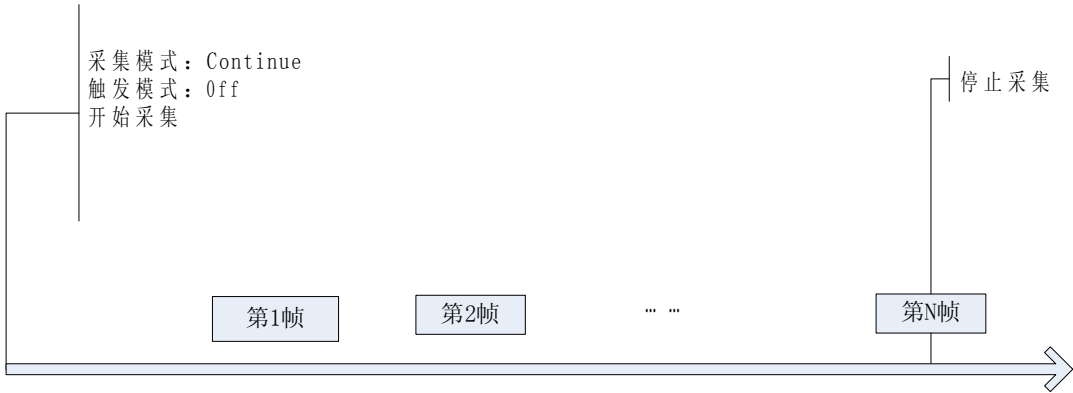 采集模式：Continue
触发模式：Off
开始采集
停止采集
第1帧
第2帧
… …
第N帧